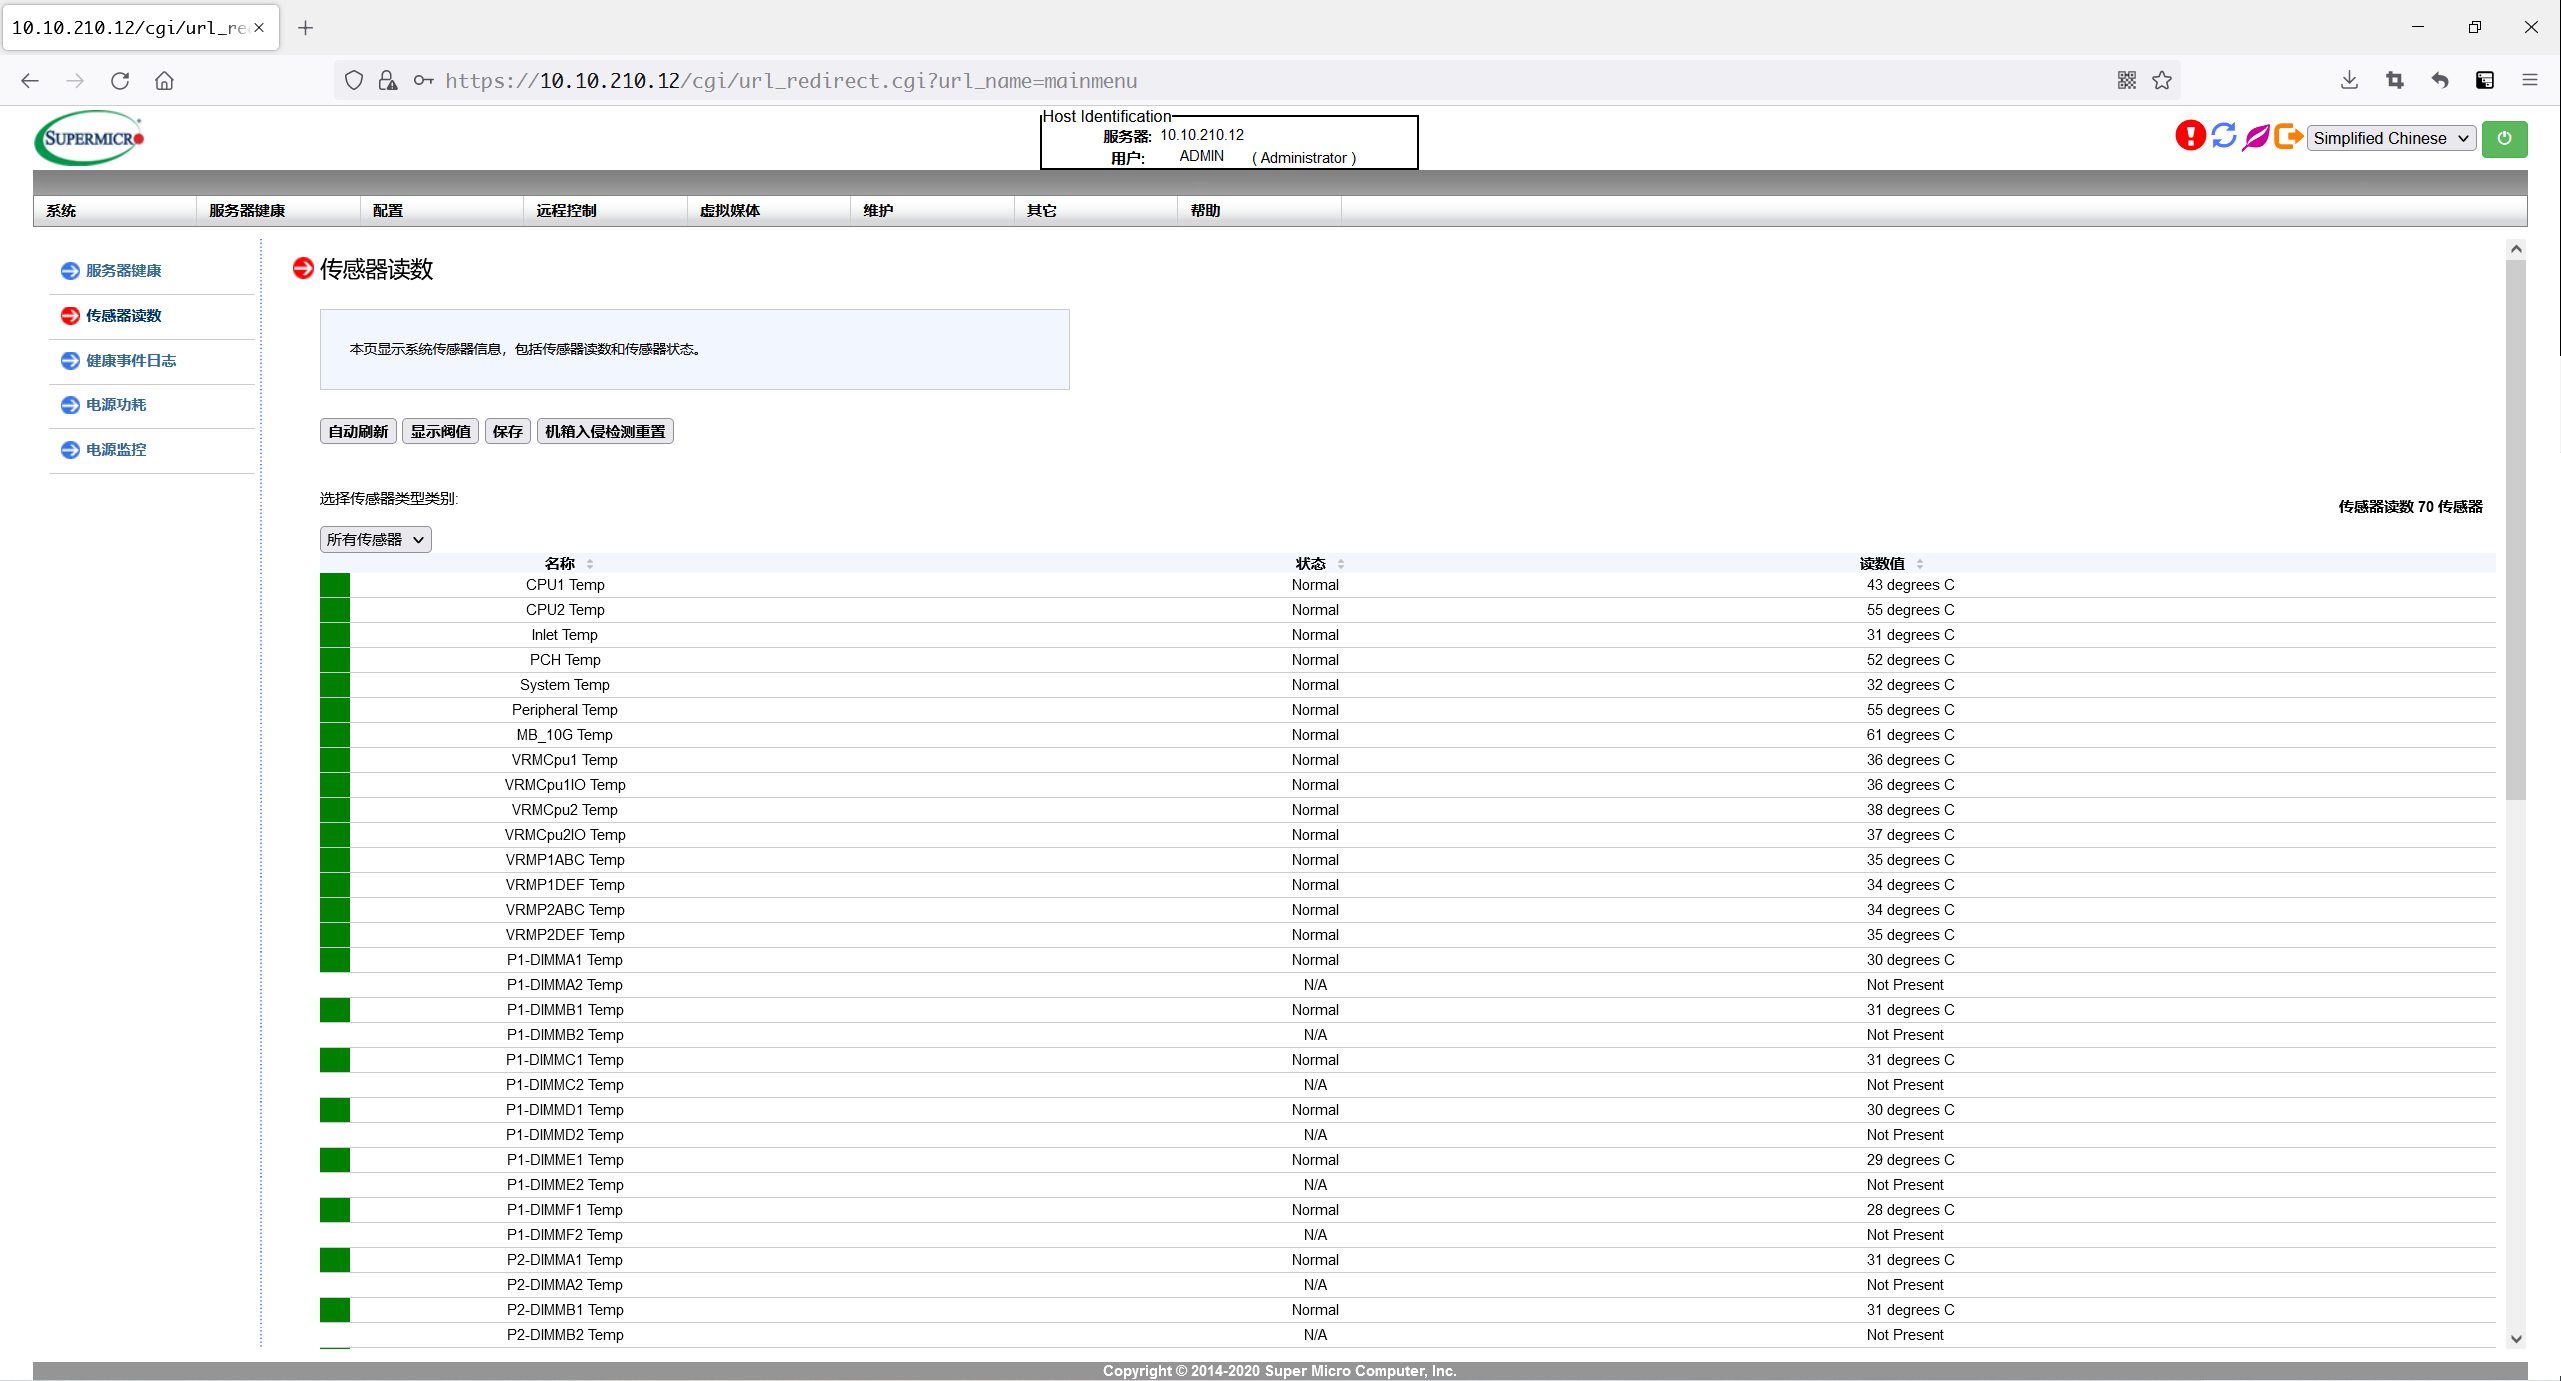 10.10.210.12/cgi/url_re
https://10.10.210.12/cgi/url_redirect.cgi?url_name=mainmenu
SUPERMICR
Host Identification
服务器: 10.10.210.12
用户: ADMIN ( Administrator )
Simplified Chinese
系统 服务器健康 配置 远程控制 虚拟媒体 维护 其它 帮助
服务器健康
传感器读数
健康事件日志
电源功耗
电源监控
传感器读数
本页显示系统传感器信息，包括传感器读数和传感器状态。
自动刷新 显示阀值 保存 机箱入侵检测重置
选择传感器类型类别:
传感器读数 70 传感器
所有传感器
名称 状态 读数值
CPU1 Temp Normal 43 degrees C
CPU2 Temp Normal 55 degrees C
Inlet Temp Normal 31 degrees C
PCH Temp Normal 52 degrees C
System Temp Normal 32 degrees C
Peripheral Temp Normal 55 degrees C
MB_10G Temp Normal 61 degrees C
VRMCpu1 Temp Normal 36 degrees C
VRMCpu1IO Temp Normal 36 degrees C
VRMCpu2 Temp Normal 38 degrees C
VRMCpu2IO Temp Normal 37 degrees C
VRMP1ABC Temp Normal 35 degrees C
VRMP1DEF Temp Normal 34 degrees C
VRMP2ABC Temp Normal 34 degrees C
VRMP2DEF Temp Normal 35 degrees C
P1-DIMMA1 Temp Normal 30 degrees C
P1-DIMMA2 Temp N/A Not Present
P1-DIMMB1 Temp Normal 31 degrees C
P1-DIMMB2 Temp N/A Not Present
P1-DIMMC1 Temp Normal 31 degrees C
P1-DIMMC2 Temp N/A Not Present
P1-DIMMD1 Temp Normal 30 degrees C
P1-DIMMD2 Temp N/A Not Present
P1-DIMME1 Temp Normal 29 degrees C
P1-DIMME2 Temp N/A Not Present
P1-DIMMF1 Temp Normal 28 degrees C
P1-DIMMF2 Temp N/A Not Present
P2-DIMMA1 Temp Normal 31 degrees C
P2-DIMMA2 Temp N/A Not Present
P2-DIMMB1 Temp Normal 31 degrees C
P2-DIMMB2 Temp N/A Not Present
Copyright © 2014-2020 Super Micro Computer, Inc.